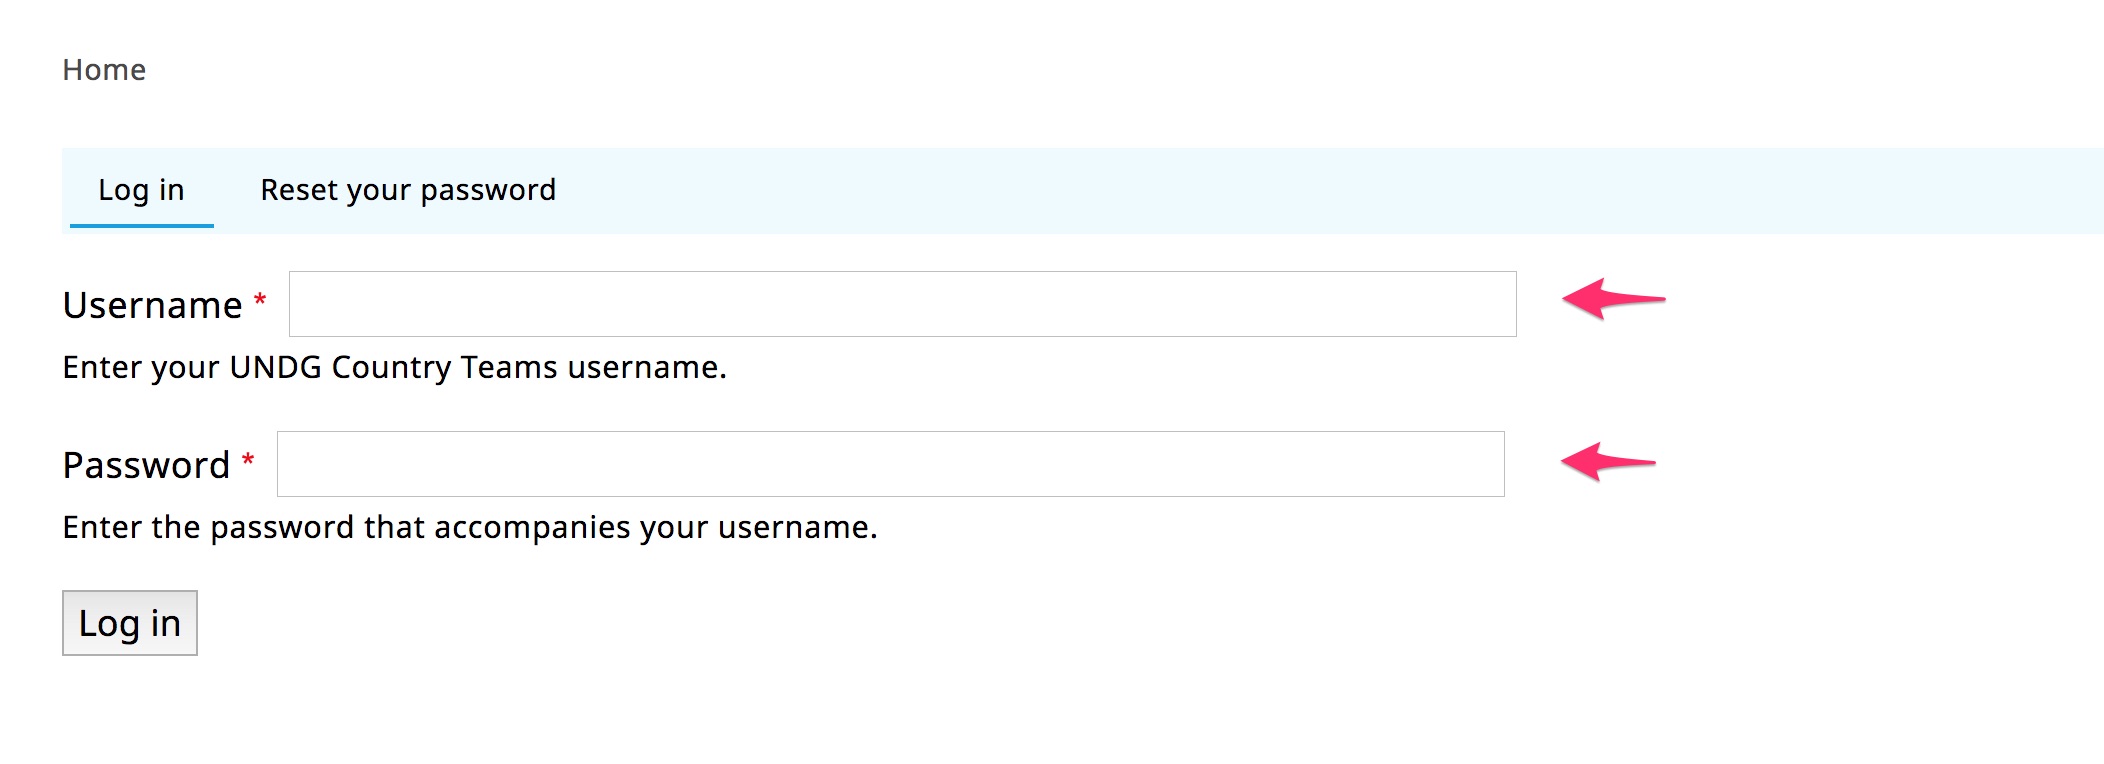 Home
Log in Reset your password
Username *
Enter your UNDG Country Teams username.
Password *
Enter the password that accompanies your username.
Log in